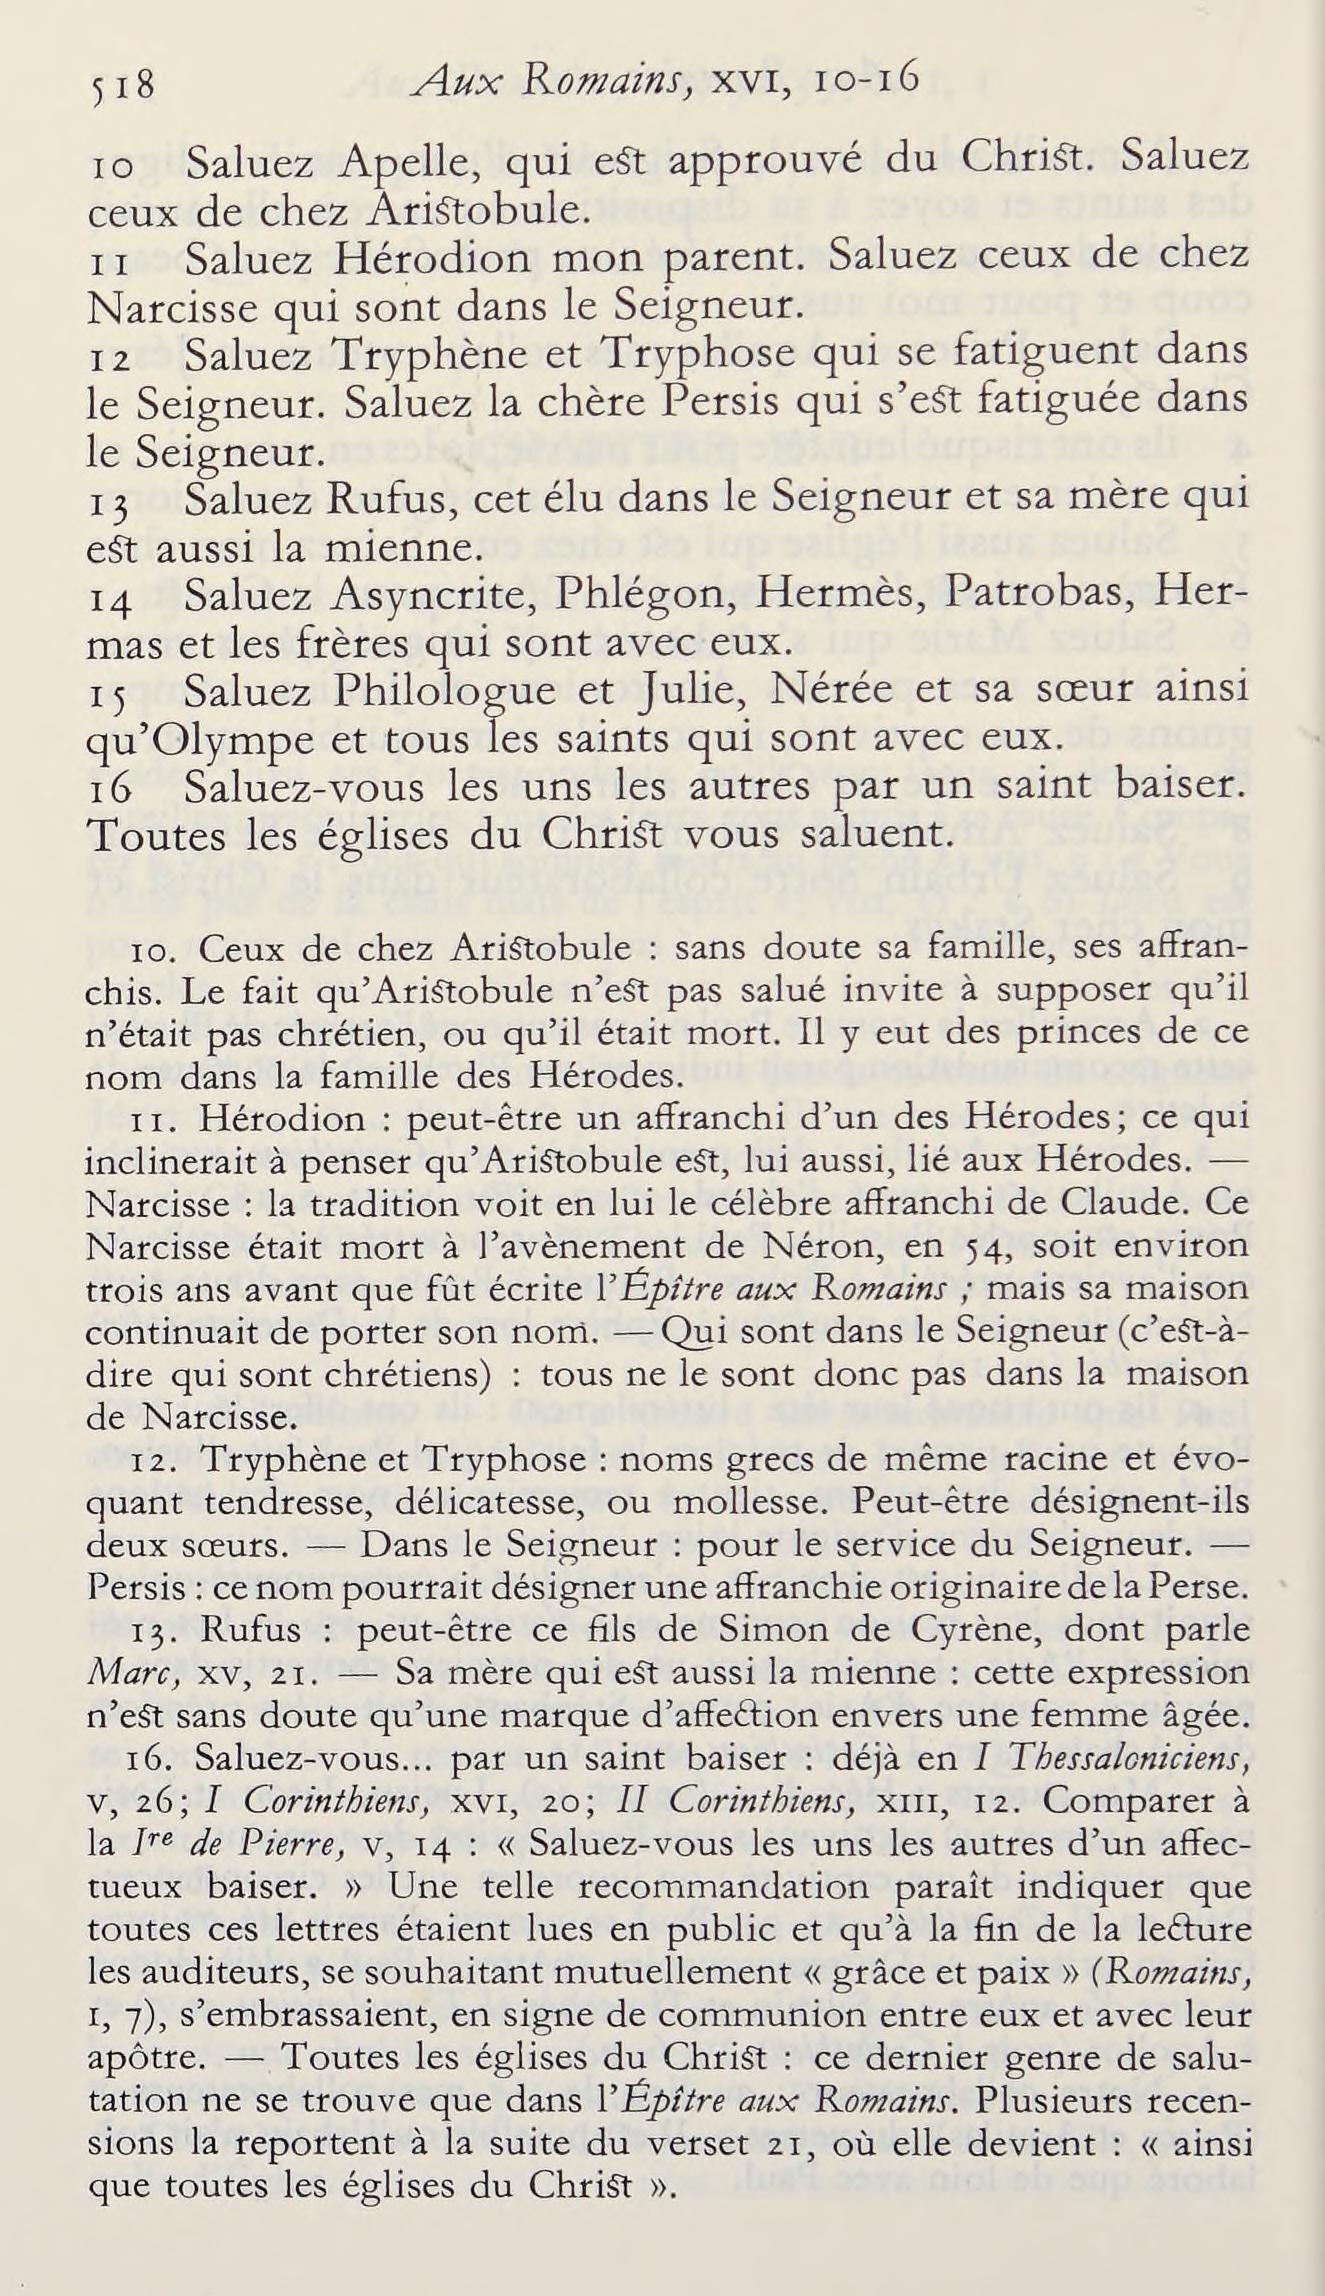 518 Aux Romains, XVI, 10-16
10 Saluez Apelle, qui est approuvé du Christ. Saluez
ceux de chez Aristobule.
11 Saluez Hérodion mon parent. Saluez ceux de chez
Narcisse qui sont dans le Seigneur.
12 Saluez Tryphène et Tryphose qui se fatiguent dans
le Seigneur. Saluez la chère Persis qui s'est fatiguée dans
le Seigneur.
13 Saluez Rufus, cet élu dans le Seigneur et sa mère qui
est aussi la mienne.
14 Saluez Asyncrite, Phlégon, Hermès, Patrobas, Her-
mas et les frères qui sont avec eux.
15 Saluez Philologue et Julie, Nérée et sa sœur ainsi
qu'Olympe et tous les saints qui sont avec eux.
16 Saluez-vous les uns les autres par un saint baiser.
Toutes les églises du Christ vous saluent.
10. Ceux de chez Aristobule : sans doute sa famille, ses affran-
chis. Le fait qu'Aristobule n'est pas salué invite à supposer qu'il
n'était pas chrétien, ou qu'il était mort. Il y eut des princes de ce
nom dans la famille des Hérodes.
11. Hérodion : peut-être un affranchi d'un des Hérodes; ce qui
inclinerait à penser qu'Aristobule est, lui aussi, lié aux Hérodes. —
Narcisse : la tradition voit en lui le célèbre affranchi de Claude. Ce
Narcisse était mort à l'avènement de Néron, en 54, soit environ
trois ans avant que fût écrite l'Épître aux Romains ; mais sa maison
continuait de porter son nom. — Qui sont dans le Seigneur (c'est-à-
dire qui sont chrétiens) : tous ne le sont donc pas dans la maison
de Narcisse.
12. Tryphène et Tryphose : noms grecs de même racine et évo-
quant tendresse, délicatesse, ou mollesse. Peut-être désignent-ils
deux sœurs. — Dans le Seigneur : pour le service du Seigneur. —
Persis : ce nom pourrait désigner une affranchie originaire de la Perse.
13. Rufus : peut-être ce fils de Simon de Cyrène, dont parle
Marc, XV, 21. — Sa mère qui est aussi la mienne : cette expression
n'est sans doute qu'une marque d'affection envers une femme âgée.
16. Saluez-vous... par un saint baiser : déjà en I Thessaloniciens,
V, 26; I Corinthiens, XVI, 20; II Corinthiens, XIII, 12. Comparer à
la Ire de Pierre, V, 14 : « Saluez-vous les uns les autres d'un affec-
tueux baiser. » Une telle recommandation paraît indiquer que
toutes ces lettres étaient lues en public et qu'à la fin de la lecture
les auditeurs, se souhaitant mutuellement « grâce et paix » (Romains,
I, 7), s'embrassaient, en signe de communion entre eux et avec leur
apôtre. — Toutes les églises du Christ : ce dernier genre de salu-
tation ne se trouve que dans l'Épître aux Romains. Plusieurs recen-
sions la reportent à la suite du verset 21, où elle devient : « ainsi
que toutes les églises du Christ ».